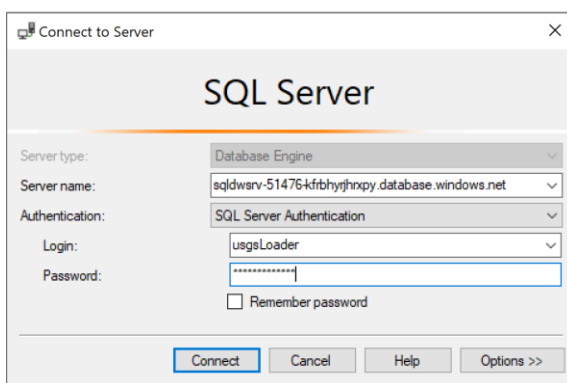 Connect to Server
SQL Server
Server type: Database Engine
Server name: sqldwsrv-51476-kfrbhyrjhrxpy.database.windows.net
Authentication: SQL Server Authentication
Login: usgsLoader
Password: *************
Remember password
Connect Cancel Help Options >>